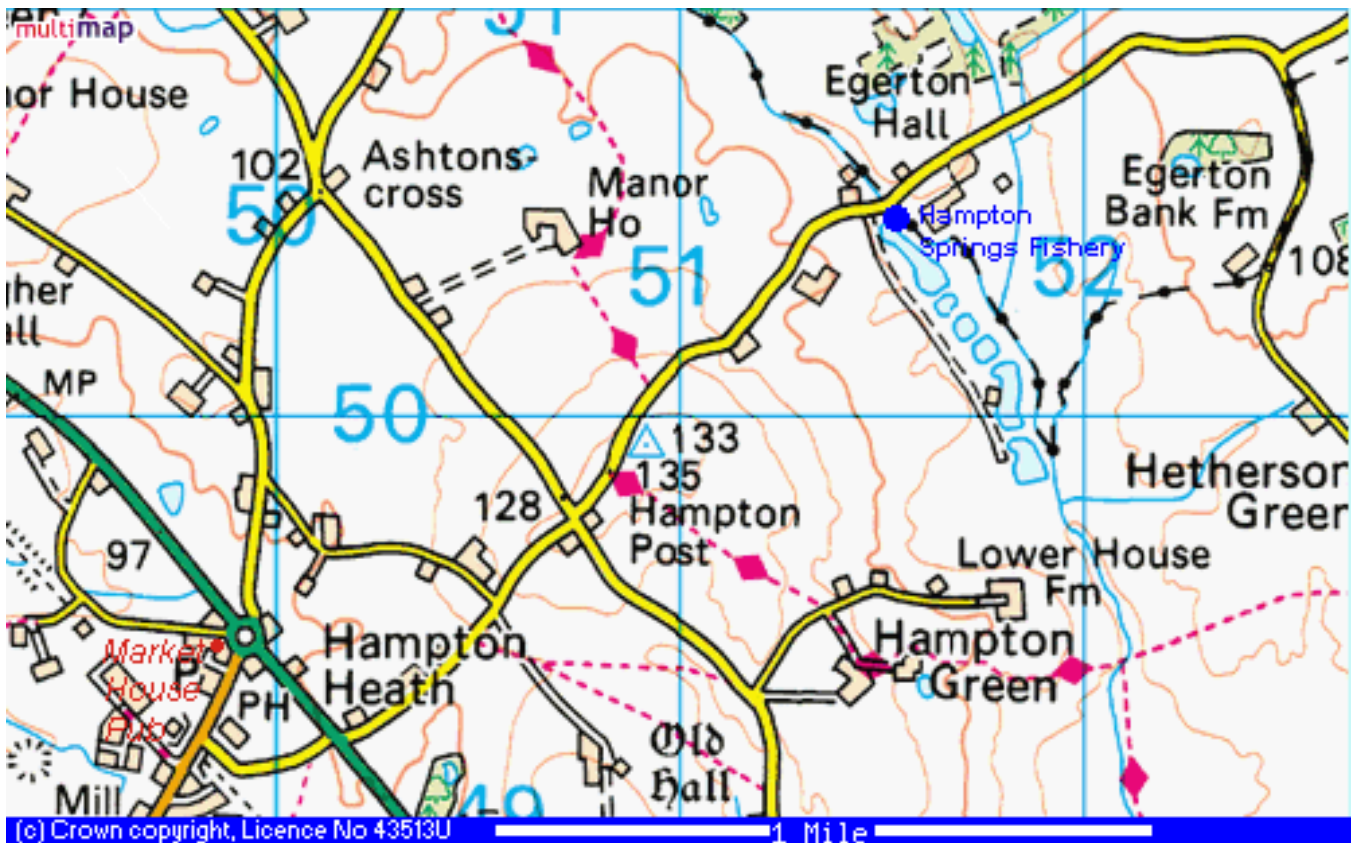 multimap
51
Egerton
Hall
or House
102
Ashtons-
cross
Manor
Ho
Egerton
Bank Fm
50
Hampton
Springs Fishery
51
52
108
gher
all
MP
50
133
135
128
Hampton
Post
Hetherson
Green
97
Lower House
Fm
Market
House
Pub
P
PH
Hampton
Heath
Hampton
Green
Old
Hall
Mill
49
(c) Crown copyright, Licence No 43513U
1 Mile